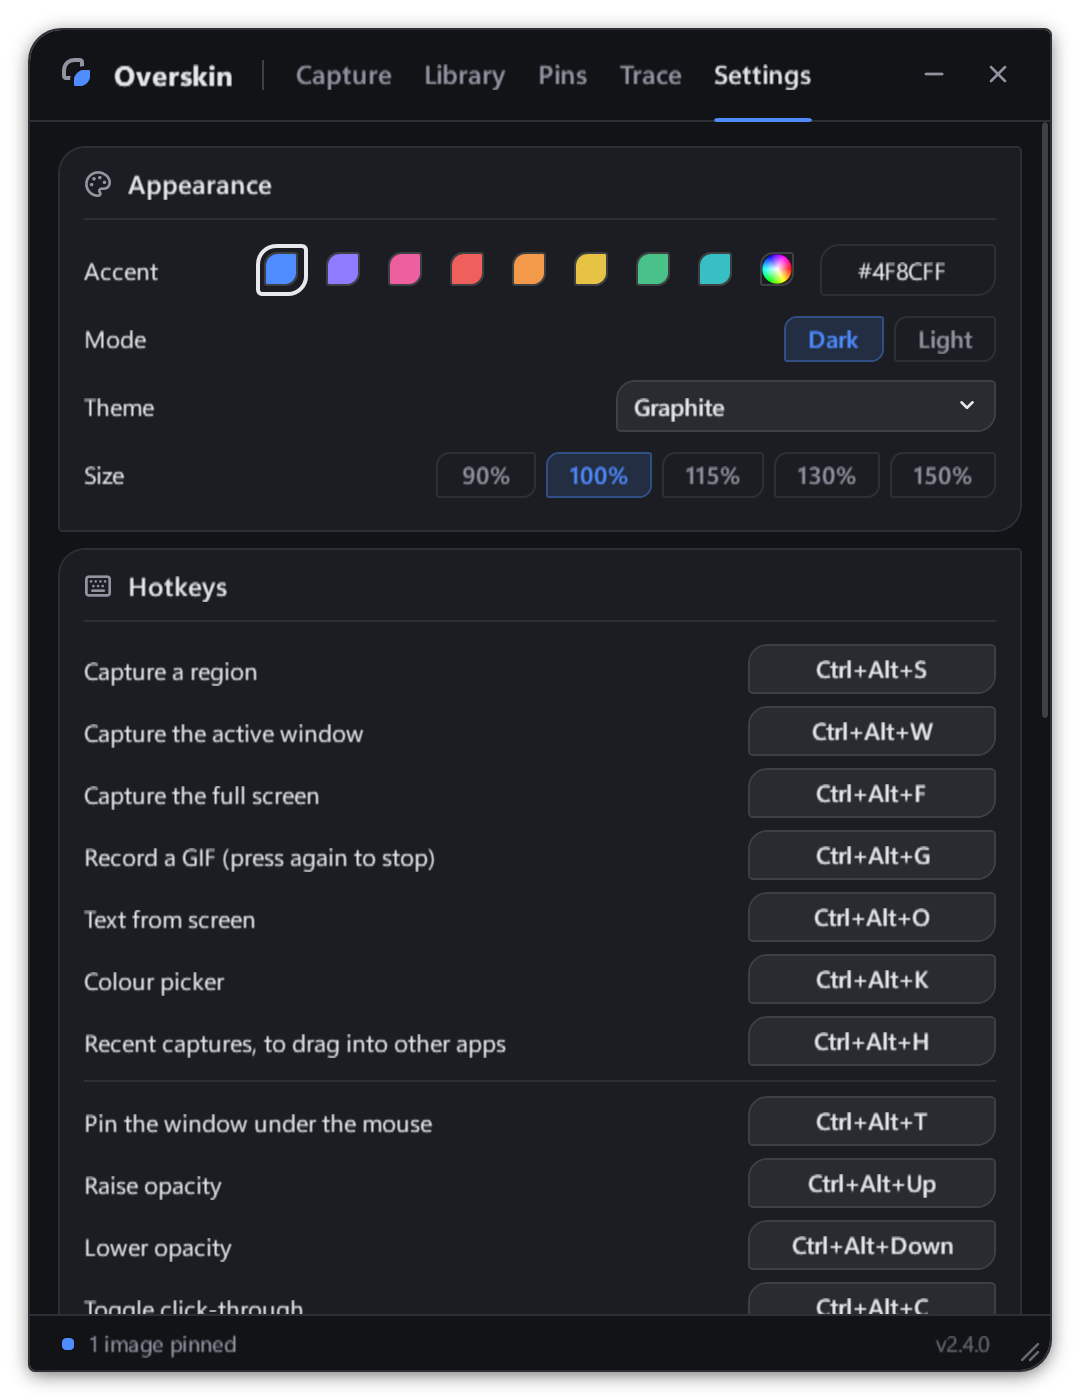 Overskin Capture Library Pins Trace Settings
Appearance
Accent #4F8CFF
Mode Dark Light
Theme Graphite
Size 90% 100% 115% 130% 150%
Hotkeys
Capture a region Ctrl+Alt+S
Capture the active window Ctrl+Alt+W
Capture the full screen Ctrl+Alt+F
Record a GIF (press again to stop) Ctrl+Alt+G
Text from screen Ctrl+Alt+O
Colour picker Ctrl+Alt+K
Recent captures, to drag into other apps Ctrl+Alt+H
Pin the window under the mouse Ctrl+Alt+T
Raise opacity Ctrl+Alt+Up
Lower opacity Ctrl+Alt+Down
Toggle click-through Ctrl+Alt+C
1 image pinned v2.4.0